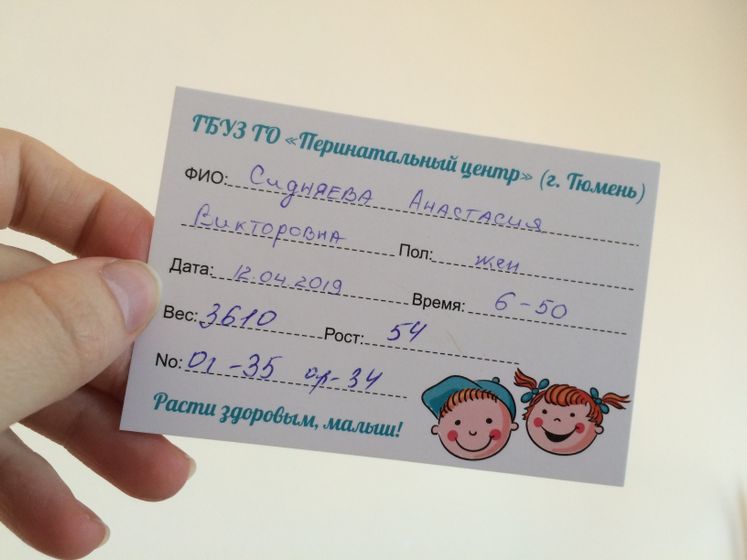 ГБУЗ ТО «Перинатальный центр» (г. Тюмень)
ФИО: Сидняева Анастасия
Викторовна Пол: жен
Дата: 12.04.2019 Время: 6-50
Вес: 3610 Рост: 54
No: Ог-35 гр-34
Расти здоровым, малыш!